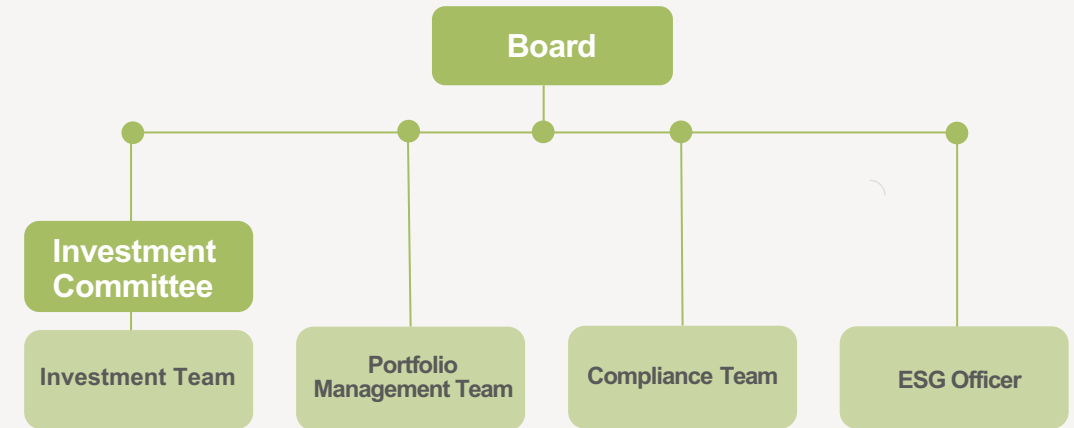 Board
Investment
Committee
Investment Team
Portfolio
Management Team
Compliance Team
ESG Officer